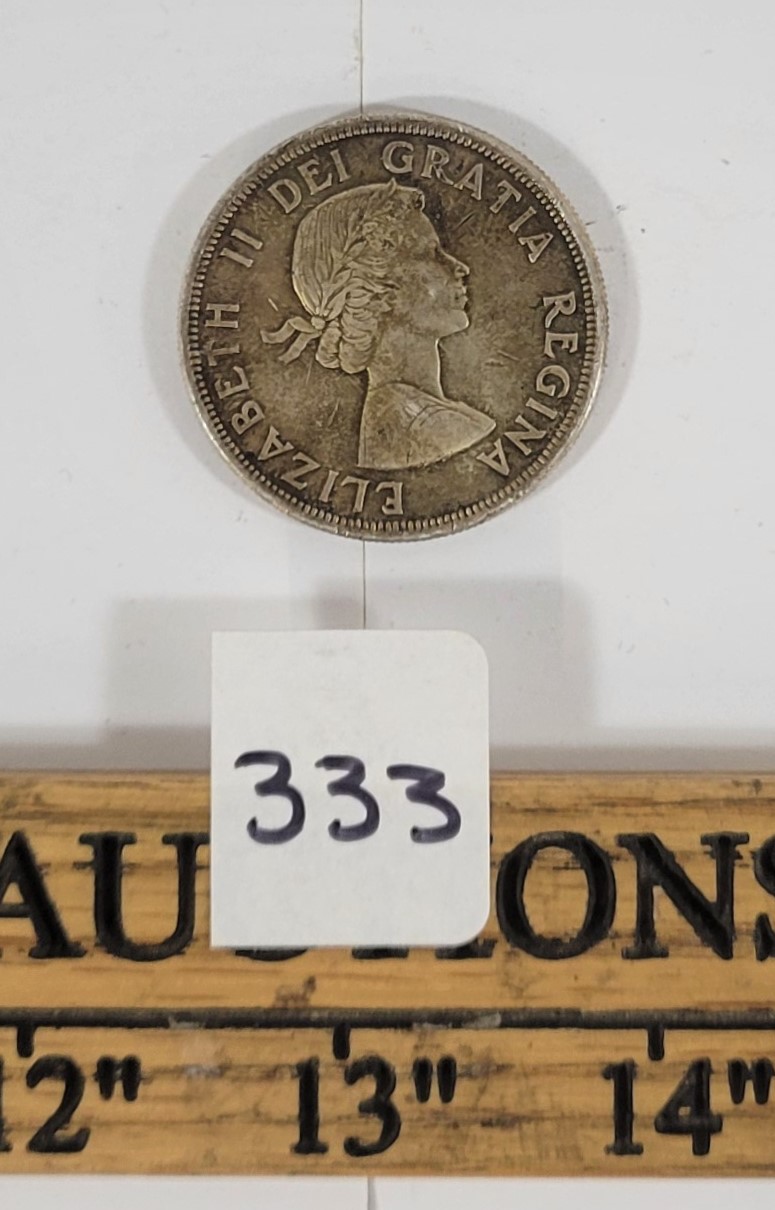 ELIZABETH II DEI GRATIA REGINA
333
12" 13" 14"